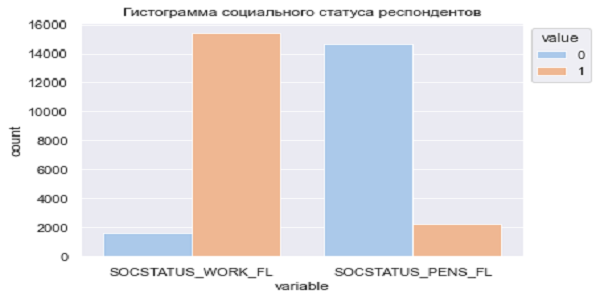 Гистограмма социального статуса респондентов
16000
14000
12000
10000
8000
6000
4000
2000
0
count
SOCSTATUS_WORK_FL
SOCSTATUS_PENS_FL
variable
value
0
1